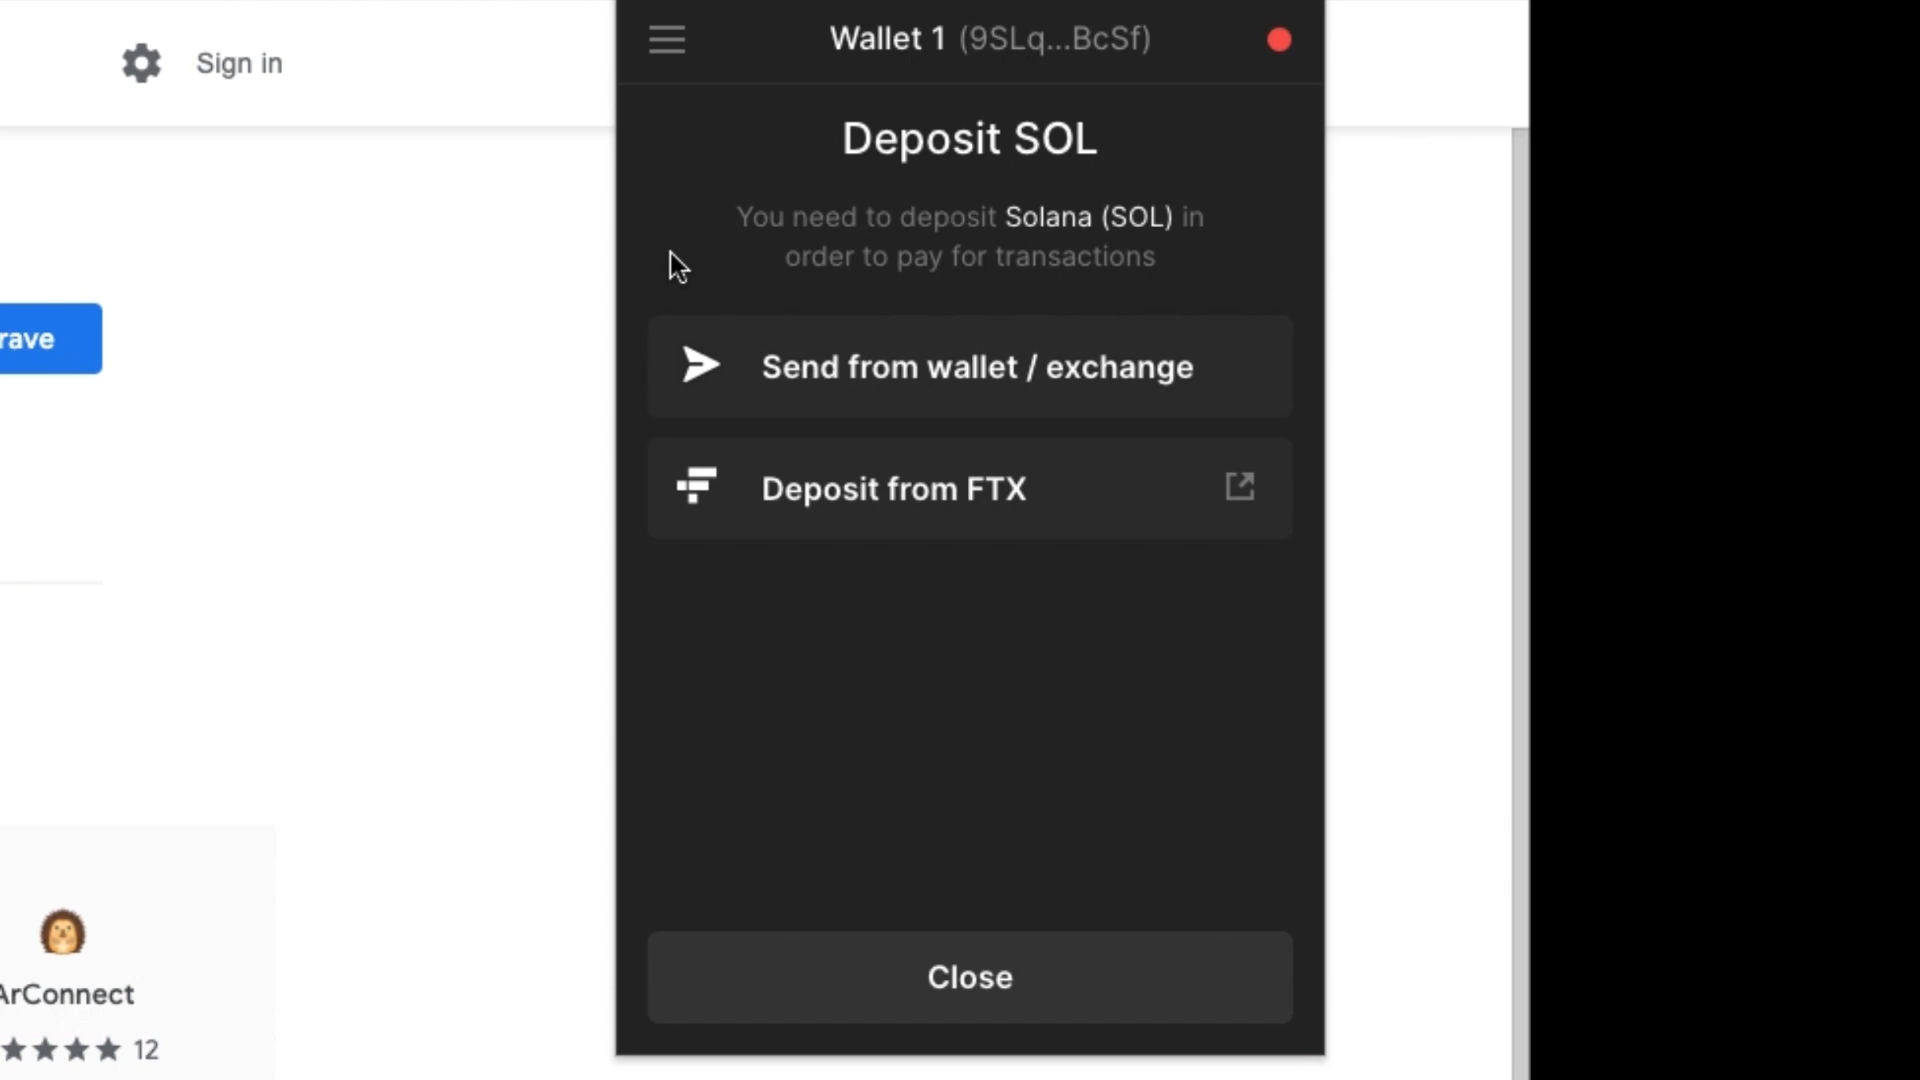 Sign in
Wallet 1 (9SLq...BcSf)
Deposit SOL
You need to deposit Solana (SOL) in
order to pay for transactions
Send from wallet / exchange
Deposit from FTX
Close
rave
ArConnect
12